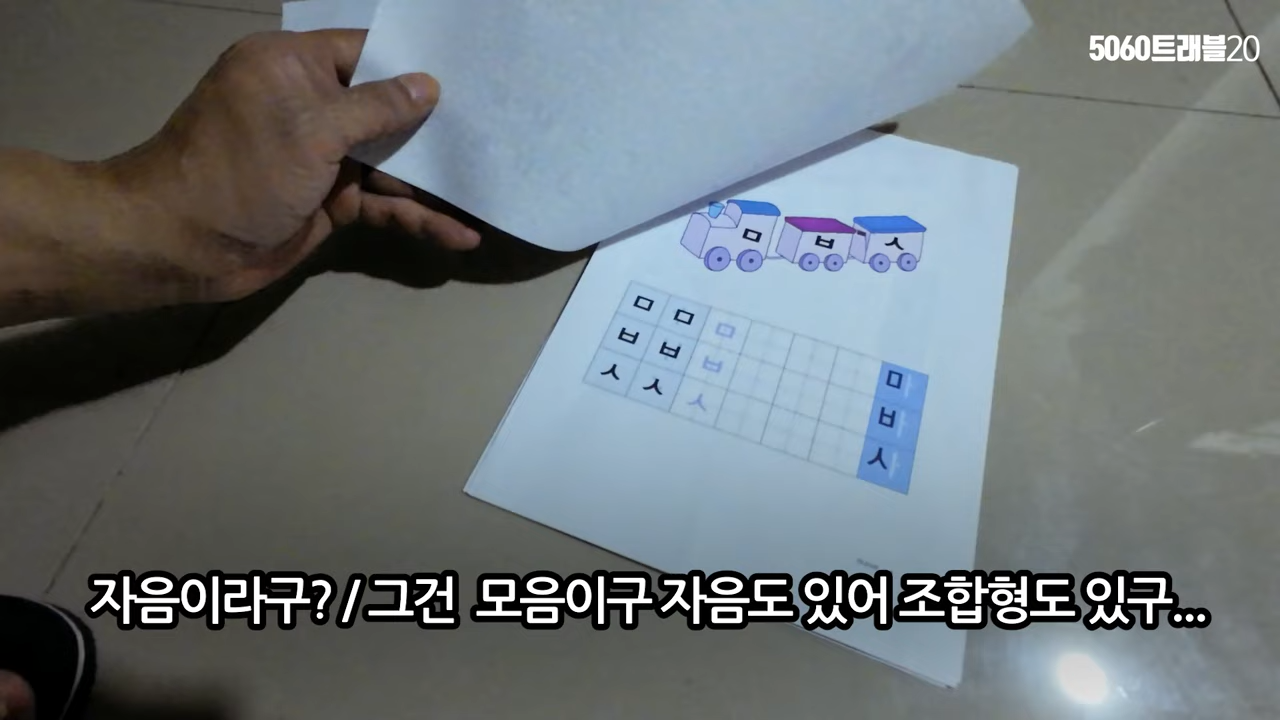 5060트래블20
ㅁ ㅂ ㅅ
ㅁ ㅁ ㅁ ㅁ
ㅂ ㅂ ㅂ ㅂ
ㅅ ㅅ ㅅ ㅅ
자음이라구? / 그건 모음이구 자음도 있어 조합형도 있구...